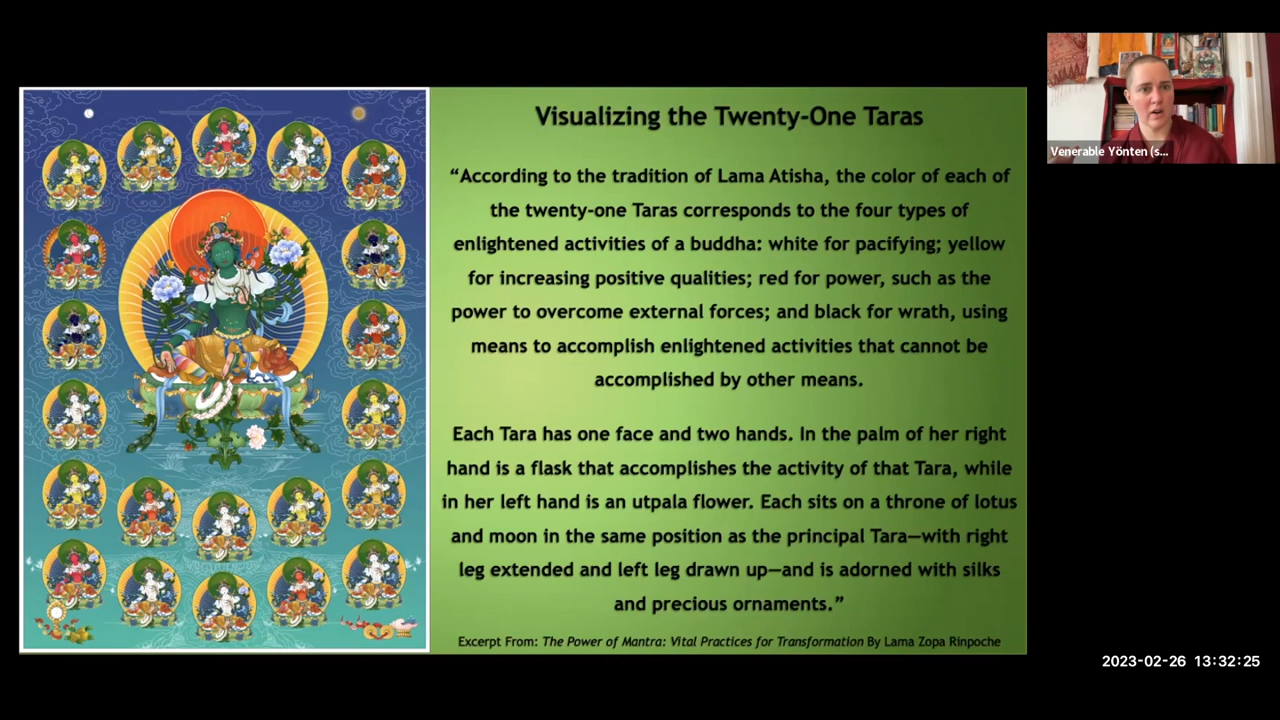 Visualizing the Twenty-One Taras
“According to the tradition of Lama Atisha, the color of each of
the twenty-one Taras corresponds to the four types of
enlightened activities of a buddha: white for pacifying; yellow
for increasing positive qualities; red for power, such as the
power to overcome external forces; and black for wrath, using
means to accomplish enlightened activities that cannot be
accomplished by other means.
Each Tara has one face and two hands. In the palm of her right
hand is a flask that accomplishes the activity of that Tara, while
in her left hand is an utpala flower. Each sits on a throne of lotus
and moon in the same position as the principal Tara—with right
leg extended and left leg drawn up—and is adorned with silks
and precious ornaments.”
Excerpt From: The Power of Mantra: Vital Practices for Transformation By Lama Zopa Rinpoche
Venerable Yönten (s...
2023-02-26 13:32:25